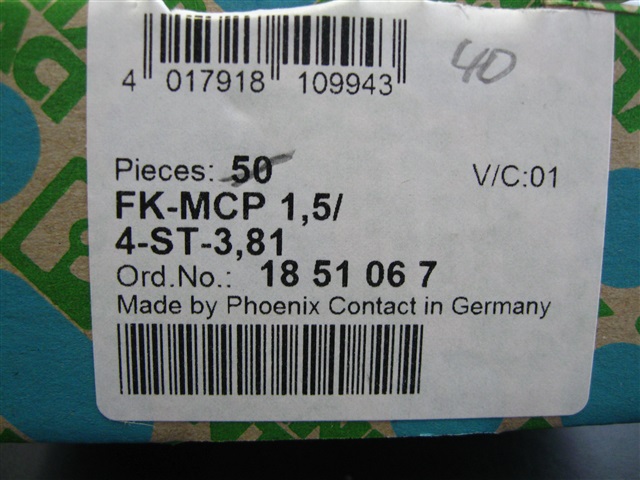 40
4 017918 109943
Pieces: 50
V/C:01
FK-MCP 1,5/
4-ST-3,81
Ord.No.: 18 51 06 7
Made by Phoenix Contact in Germany